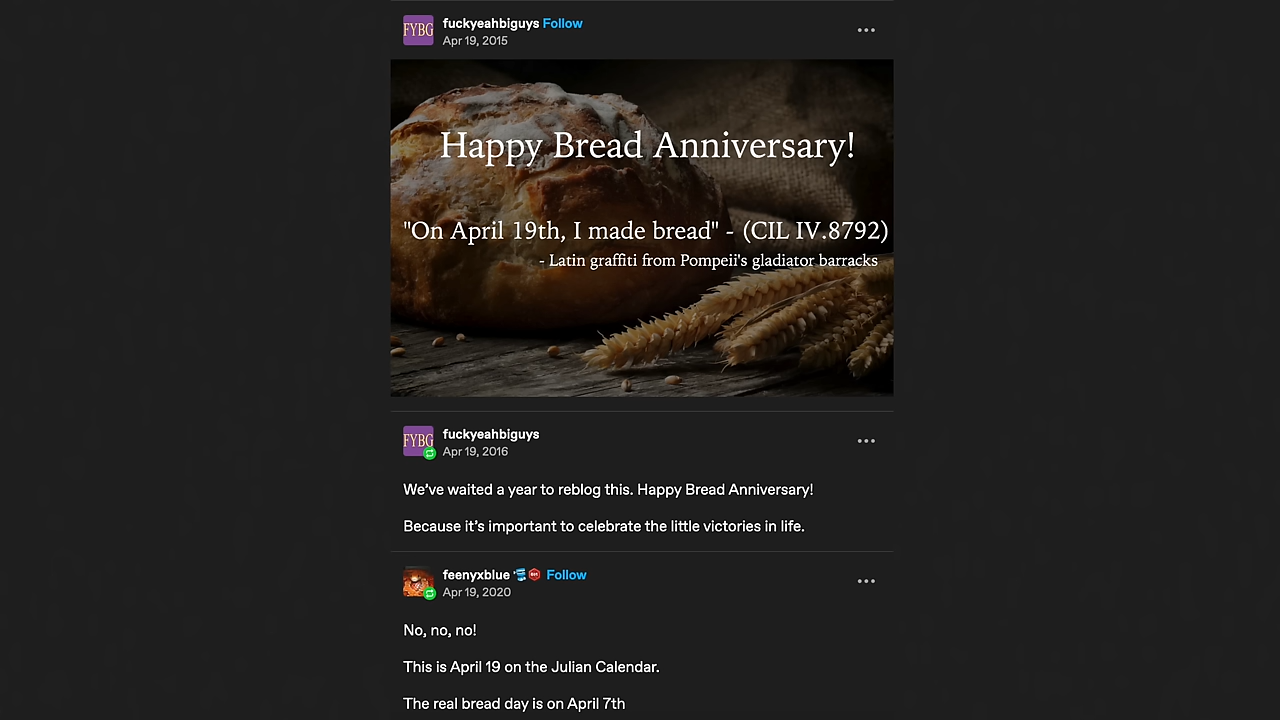 FYBG
fuckyeahbiguys Follow
Apr 19, 2015
Happy Bread Anniversary!
"On April 19th, I made bread" - (CIL IV.8792)
- Latin graffiti from Pompeii's gladiator barracks
FYBG
fuckyeahbiguys
Apr 19, 2016
We’ve waited a year to reblog this. Happy Bread Anniversary!
Because it’s important to celebrate the little victories in life.
feenyxblue Follow
Apr 19, 2020
No, no, no!
This is April 19 on the Julian Calendar.
The real bread day is on April 7th